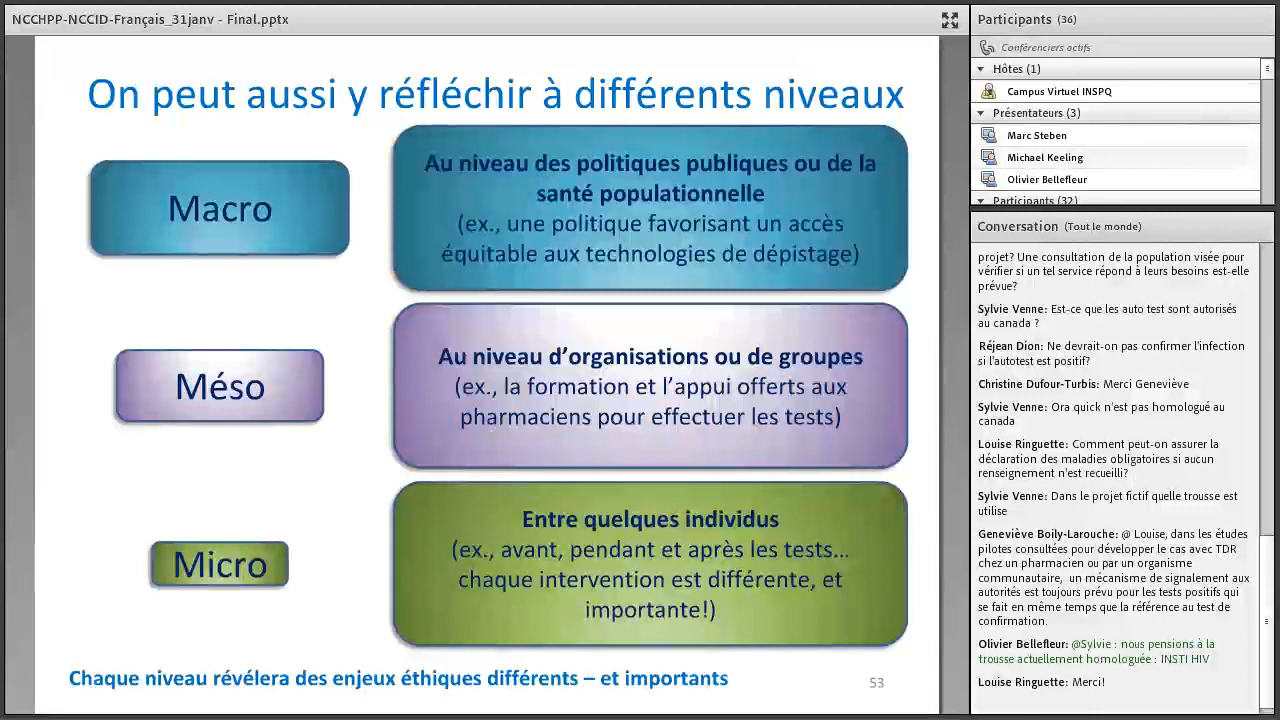 NCCHPP-NCCID-Français_31janv - Final.pptx
On peut aussi y réfléchir à différents niveaux
Macro
Au niveau des politiques publiques ou de la
santé populationnelle
(ex., une politique favorisant un accès
équitable aux technologies de dépistage)
Méso
Au niveau d’organisations ou de groupes
(ex., la formation et l’appui offerts aux
pharmaciens pour effectuer les tests)
Micro
Entre quelques individus
(ex., avant, pendant et après les tests…
chaque intervention est différente, et
importante!)
Chaque niveau révélera des enjeux éthiques différents – et importants
53
Participants (36)
Conférenciers actifs
Hôtes (1)
Campus Virtuel INSPQ
Présentateurs (3)
Marc Steben
Michael Keeling
Olivier Bellefleur
Participants (32)
Conversation (Tout le monde)
projet? Une consultation de la population visée pour
vérifier si un tel service répond à leurs besoins est-elle
prévue?
Sylvie Venne: Est-ce que les auto test sont autorisés
au canada ?
Réjean Dion: Ne devrait-on pas confirmer l'infection
si l'autotest est positif?
Christine Dufour-Turbis: Merci Geneviève
Sylvie Venne: Ora quick n'est pas homologué au
canada
Louise Ringuette: Comment peut-on assurer la
déclaration des maladies obligatoires si aucun
renseignement n'est recueilli?
Sylvie Venne: Dans le projet fictif quelle trousse est
utilise
Geneviève Boily-Larouche: @ Louise, dans les études
pilotes consultées pour développer le cas avec TDR
chez un pharmacien ou par un organisme
communautaire, un mécanisme de signalement aux
autorités est toujours prévu pour les tests positifs qui
se fait en même temps que la référence au test de
confirmation.
Olivier Bellefleur: @Sylvie : nous pensions à la
trousse actuellement homologuée : INSTI HIV
Louise Ringuette: Merci!